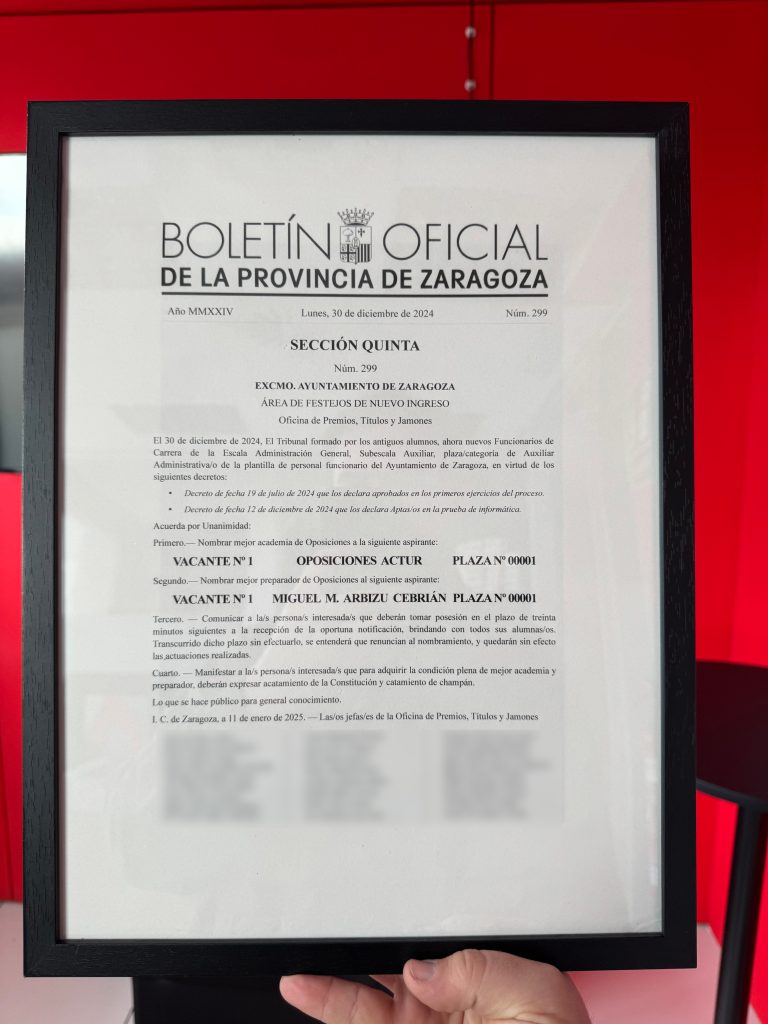 BOLETÍN OFICIAL
DE LA PROVINCIA DE ZARAGOZA
Año MMXXIV Lunes, 30 de diciembre de 2024 Núm. 299
SECCIÓN QUINTA
Núm. 299
EXCMO. AYUNTAMIENTO DE ZARAGOZA
ÁREA DE FESTEJOS DE NUEVO INGRESO
Oficina de Premios, Títulos y Jamones
El 30 de diciembre de 2024, El Tribunal formado por los antiguos alumnos, ahora nuevos Funcionarios de
Carrera de la Escala Administración General, Subescala Auxiliar, plaza/categoría de Auxiliar
Administrativa/o de la plantilla de personal funcionario del Ayuntamiento de Zaragoza, en virtud de los
siguientes decretos:
• Decreto de fecha 19 de julio de 2024 que los declara aprobados en los primeros ejercicios del proceso.
• Decreto de fecha 12 de diciembre de 2024 que los declara Aptas/os en la prueba de informática.
Acuerda por Unanimidad:
Primero.— Nombrar mejor academia de Oposiciones a la siguiente aspirante:
VACANTE Nº 1 OPOSICIONES ACTUR PLAZA Nº 00001
Segundo.— Nombrar mejor preparador de Oposiciones al siguiente aspirante:
VACANTE Nº 1 MIGUEL M. ARBIZU CEBRIÁN PLAZA Nº 00001
Tercero. — Comunicar a la/s persona/s interesada/s que deberán tomar posesión en el plazo de treinta
minutos siguientes a la recepción de la oportuna notificación, brindando con todos sus alumnas/os.
Transcurrido dicho plazo sin efectuarlo, se entenderá que renuncian al nombramiento, y quedarán sin efecto
las actuaciones realizadas.
Cuarto. — Manifestar a la/s persona/s interesada/s que para adquirir la condición plena de mejor academia y
preparador, deberán expresar acatamiento de la Constitución y catamiento de champán.
Lo que se hace público para general conocimiento.
I. C. de Zaragoza, a 11 de enero de 2025. — Las/os jefas/es de la Oficina de Premios, Títulos y Jamones